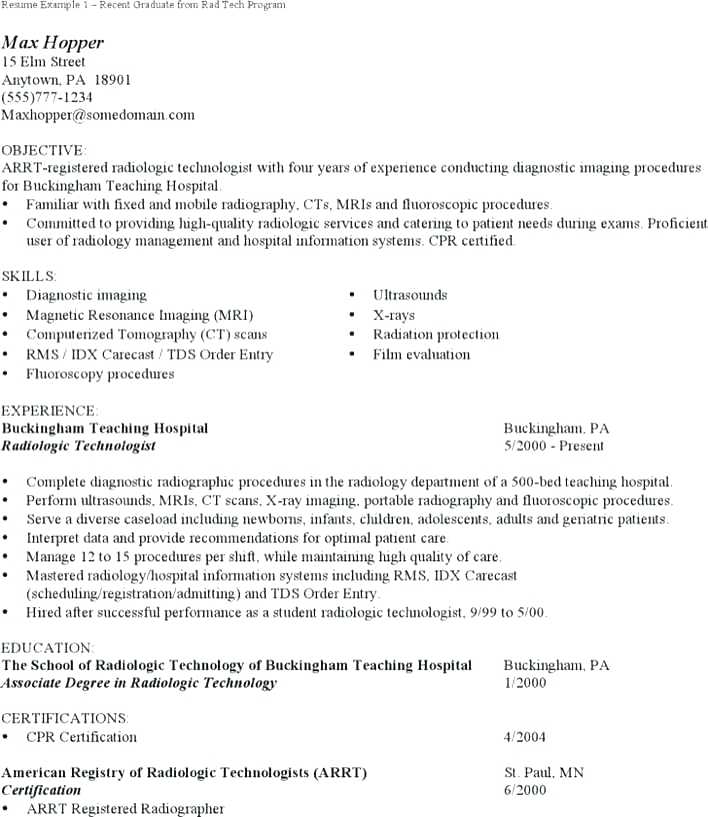 Resume Example 1 – Recent Graduate from Rad Tech Program
Max Hopper
15 Elm Street
Anytown, PA 18901
(555)777-1234
Maxhopper@somedomain.com
OBJECTIVE:
ARRT-registered radiologic technologist with four years of experience conducting diagnostic imaging procedures
for Buckingham Teaching Hospital.
• Familiar with fixed and mobile radiography, CTs, MRIs and fluoroscopic procedures.
• Committed to providing high-quality radiologic services and catering to patient needs during exams. Proficient
user of radiology management and hospital information systems. CPR certified.
SKILLS:
• Diagnostic imaging
• Magnetic Resonance Imaging (MRI)
• Computerized Tomography (CT) scans
• RMS / IDX Carecast / TDS Order Entry
• Fluoroscopy procedures
• Ultrasounds
• X-rays
• Radiation protection
• Film evaluation
EXPERIENCE:
Buckingham Teaching Hospital Buckingham, PA
Radiologic Technologist 5/2000 - Present
• Complete diagnostic radiographic procedures in the radiology department of a 500-bed teaching hospital.
• Perform ultrasounds, MRIs, CT scans, X-ray imaging, portable radiography and fluoroscopic procedures.
• Serve a diverse caseload including newborns, infants, children, adolescents, adults and geriatric patients.
• Interpret data and provide recommendations for optimal patient care.
• Manage 12 to 15 procedures per shift, while maintaining high quality of care.
• Mastered radiology/hospital information systems including RMS, IDX Carecast
(scheduling/registration/admitting) and TDS Order Entry.
• Hired after successful performance as a student radiologic technologist, 9/99 to 5/00.
EDUCATION:
The School of Radiologic Technology of Buckingham Teaching Hospital Buckingham, PA
Associate Degree in Radiologic Technology 1/2000
CERTIFICATIONS:
• CPR Certification 4/2004
American Registry of Radiologic Technologists (ARRT) St. Paul, MN
Certification 6/2000
• ARRT Registered Radiographer